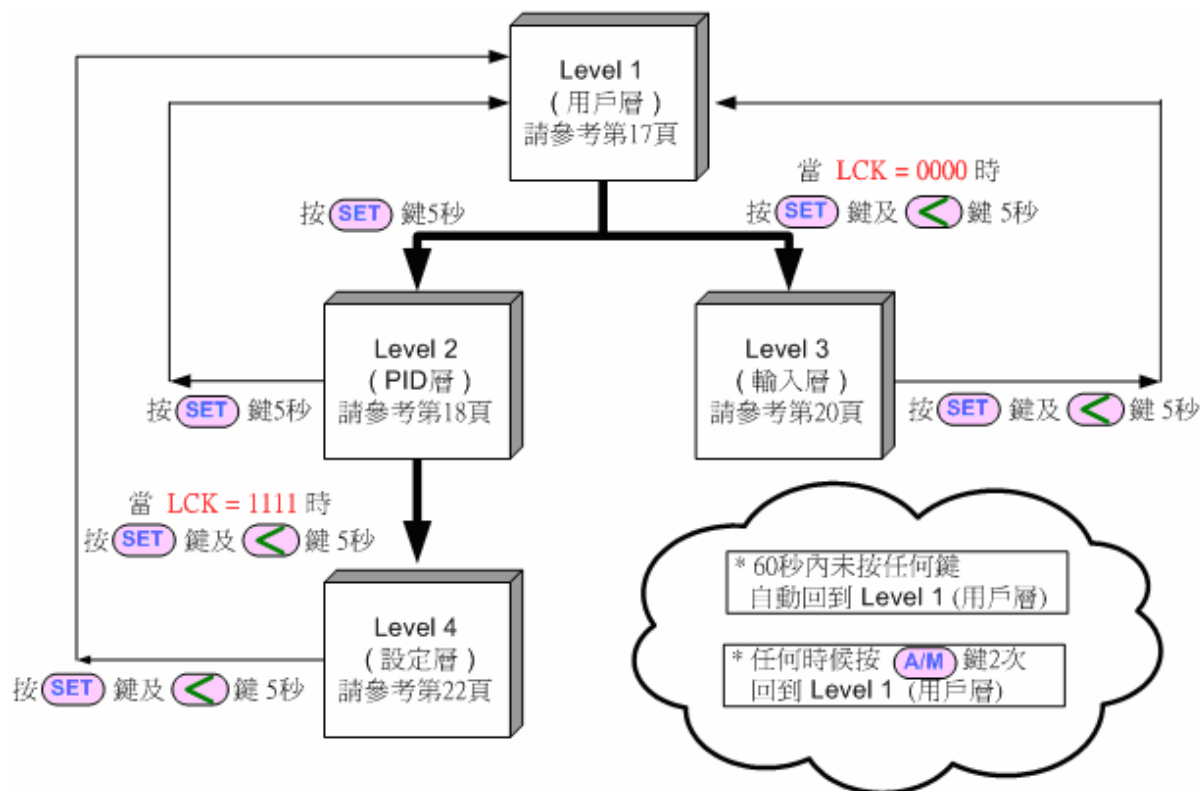 Level 1
( 用戶層 )
請參考第17頁
當 LCK = 0000 時
按 SET 鍵及 < 鍵 5秒
按 SET 鍵5秒
Level 2
( PID層 )
請參考第18頁
Level 3
( 輸入層 )
請參考第20頁
按 SET 鍵5秒
按 SET 鍵及 < 鍵 5秒
當 LCK = 1111 時
按 SET 鍵及 < 鍵 5秒
Level 4
( 設定層 )
請參考第22頁
按 SET 鍵及 < 鍵 5秒
* 60秒內未按任何鍵
自動回到 Level 1 (用戶層)
* 任何時候按 A/M 鍵2次
回到 Level 1 (用戶層)